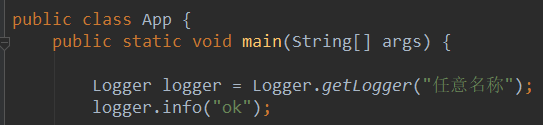 public class App {
public static void main(String[] args) {
Logger logger = Logger.getLogger("任意名称");
logger.info("ok");